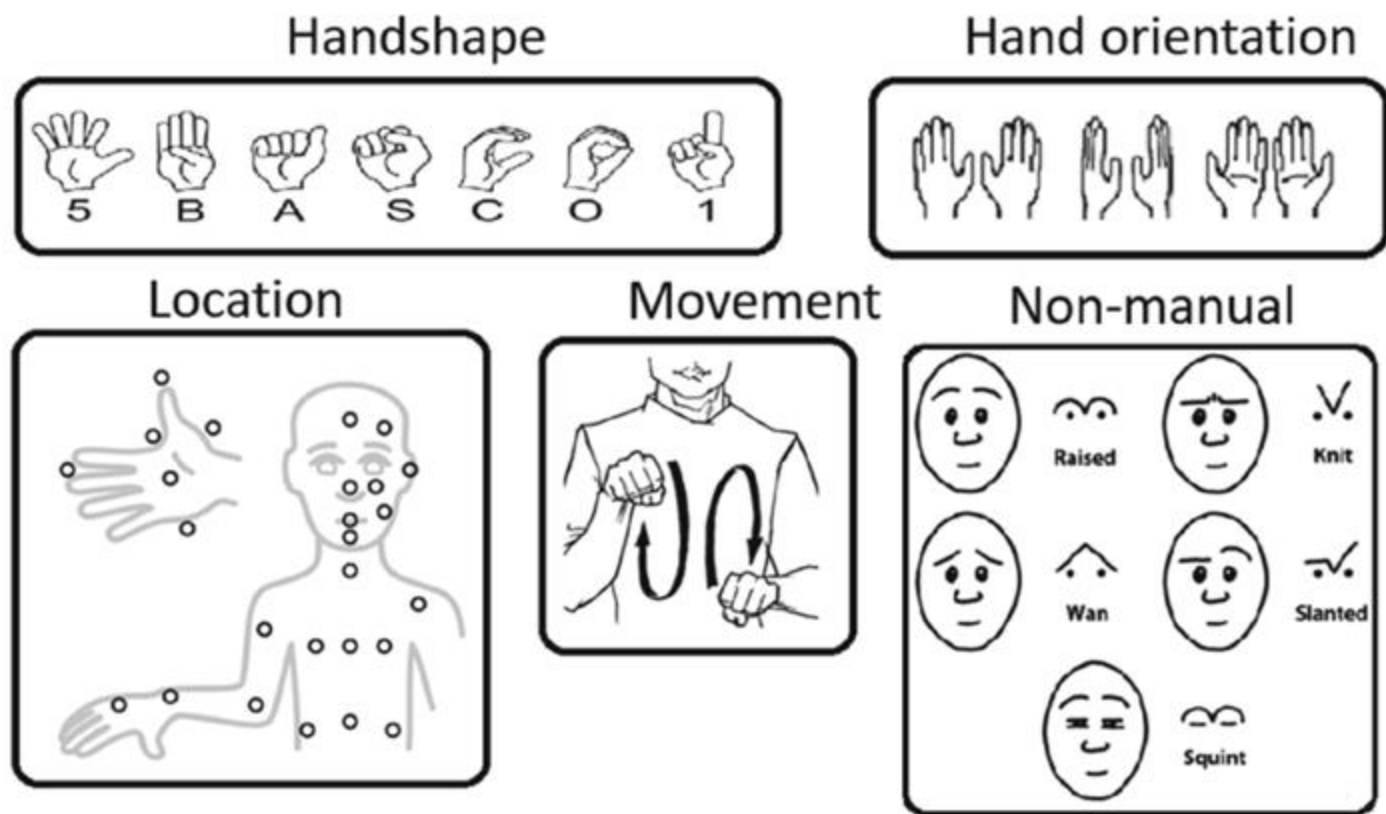 Handshape
5 B A S C O 1
Hand orientation
Location
Movement
Non-manual
Raised
Knit
Wan
Slanted
Squint